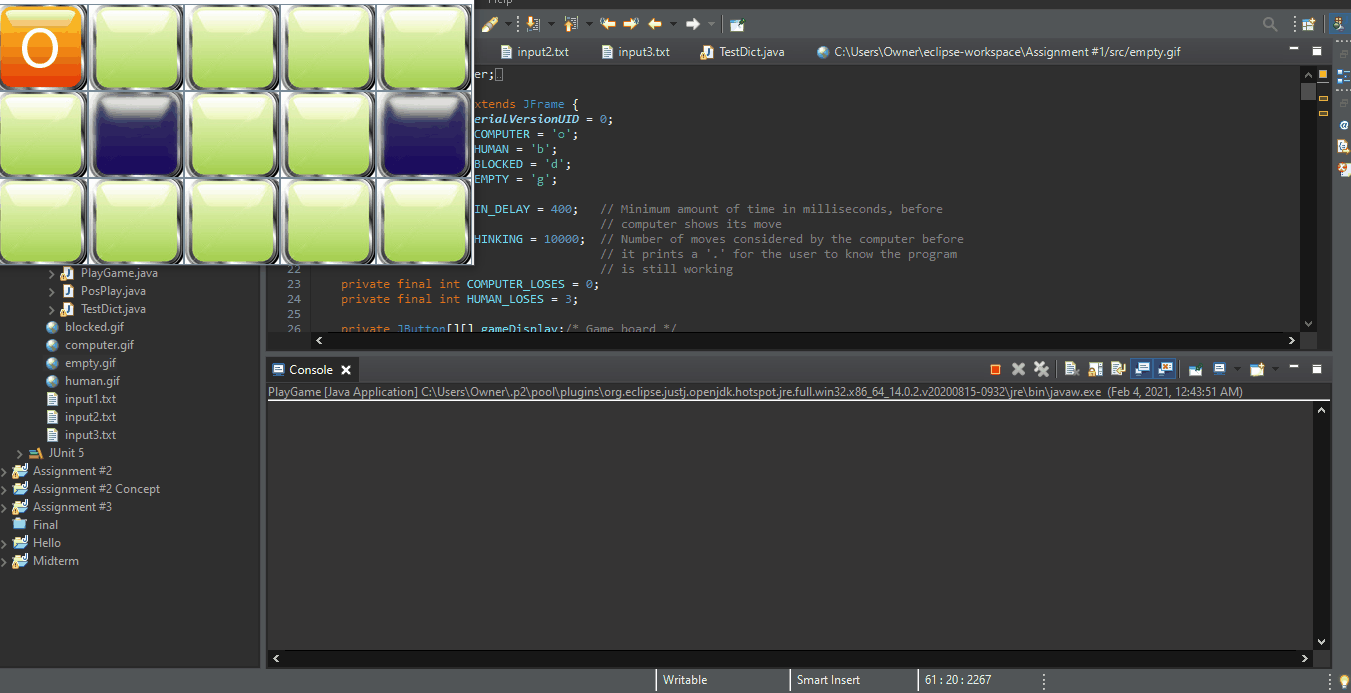 Help
O
input2.txt
input3.txt
TestDict.java
C:\Users\Owner\eclipse-workspace\Assignment #1/src/empty.gif
er;
xtends JFrame {
erialVersionUID = 0;
COMPUTER = 'o';
HUMAN = 'b';
BLOCKED = 'd';
EMPTY = 'g';
IN_DELAY = 400;   // Minimum amount of time in milliseconds, before
// computer shows its move
HINKING = 10000;  // Number of moves considered by the computer before
// it prints a '.' for the user to know the program
22 // is still working
23 private final int COMPUTER_LOSES = 0;
24 private final int HUMAN_LOSES = 3;
25
26 private JButton[][] gameDisplay;/* Game board */
PlayGame.java
PosPlay.java
TestDict.java
blocked.gif
computer.gif
empty.gif
human.gif
input1.txt
input2.txt
input3.txt
JUnit 5
Assignment #2
Assignment #2 Concept
Assignment #3
Final
Hello
Midterm
Console
PlayGame [Java Application] C:\Users\Owner\.p2\pool\plugins\org.eclipse.justj.openjdk.hotspot.jre.full.win32.x86_64_14.0.2.v20200815-0932\jre\bin\javaw.exe (Feb 4, 2021, 12:43:51 AM)
Writable
Smart Insert
61 : 20 : 2267